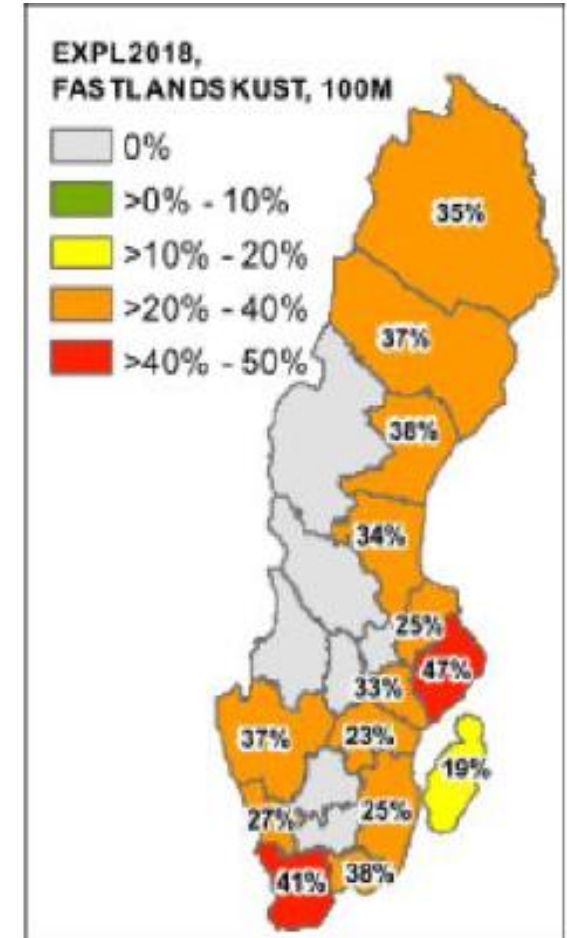 EXPL2018,
FASTLANDSKUST, 100M
0%
>0% - 10%
>10% - 20%
>20% - 40%
>40% - 50%
35%
37%
38%
34%
25%
47%
33%
37%
23%
19%
27%
25%
41%
38%